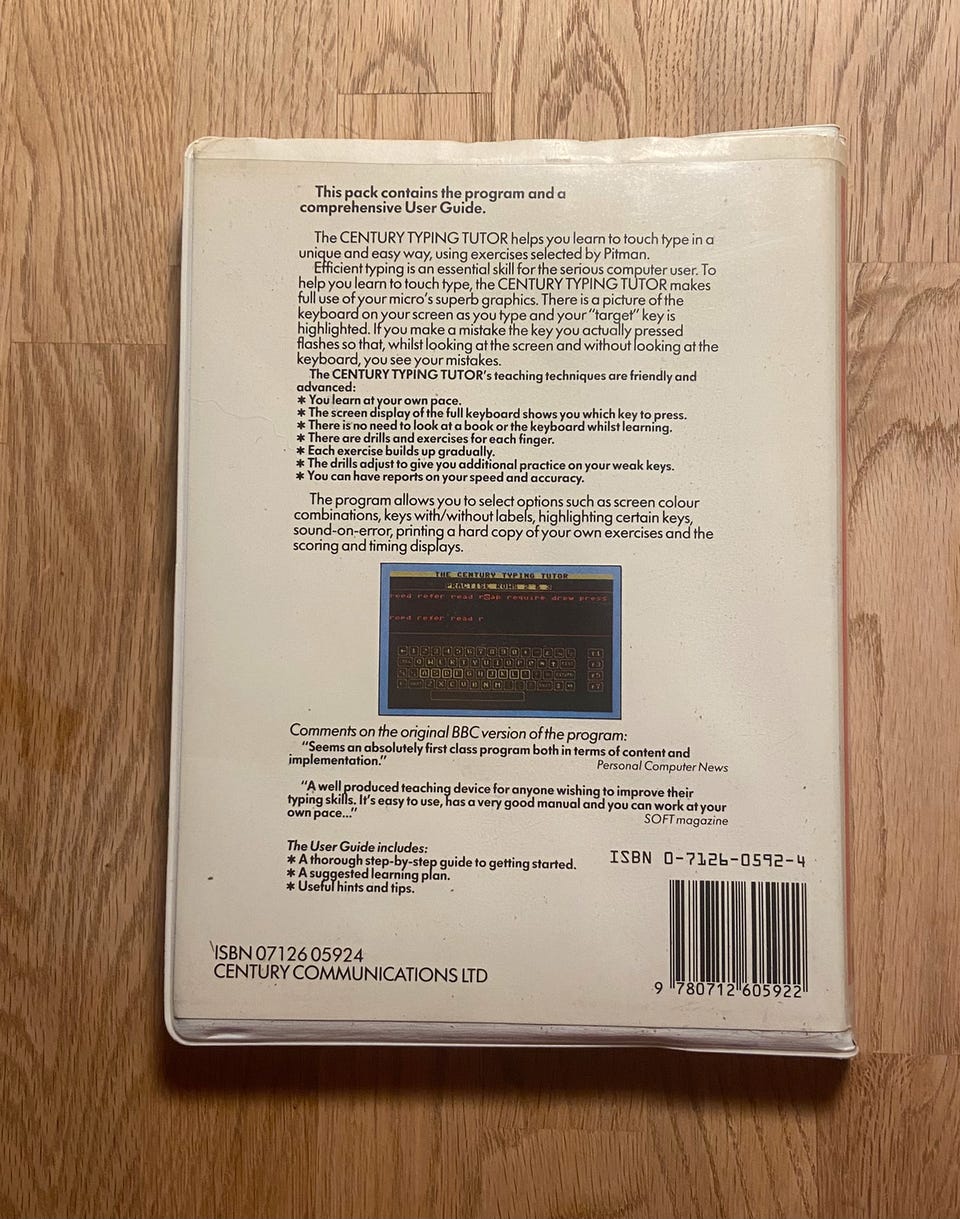 This pack contains the program and a
comprehensive User Guide.
The CENTURY TYPING TUTOR helps you learn to touch type in a
unique and easy way, using exercises selected by Pitman.
Efficient typing is an essential skill for the serious computer user. To
help you learn to touch type, the CENTURY TYPING TUTOR makes
full use of your micro's superb graphics. There is a picture of the
keyboard on your screen as you type and your "target" key is
highlighted. If you make a mistake the key you actually pressed
flashes so that, whilst looking at the screen and without looking at the
keyboard, you see your mistakes.
The CENTURY TYPING TUTOR's teaching techniques are friendly and
advanced:
* You learn at your own pace.
* The screen display of the full keyboard shows you which key to press.
* There is no need to look at a book or the keyboard whilst learning.
* There are drills and exercises for each finger.
* Each exercise builds up gradually.
* The drills adjust to give you additional practice on your weak keys.
* You can have reports on your speed and accuracy.
The program allows you to select options such as screen colour
combinations, keys with/without labels, highlighting certain keys,
sound-on-error, printing a hard copy of your own exercises and the
scoring and timing displays.
THE CENTURY TYPING TUTOR
PRACTISE ROWS 2 & 3
reed refer read reap require draw press
reed refer read r
1 2 3 4 5 6 7 8 9 0
Q W E R T Y U I O P
A S D F G H J K L
Z X C V B N M
Comments on the original BBC version of the program:
"Seems an absolutely first class program both in terms of content and
implementation."
Personal Computer News
"A well produced teaching device for anyone wishing to improve their
typing skills. It's easy to use, has a very good manual and you can work at your
own pace..."
SOFT magazine
The User Guide includes:
* A thorough step-by-step guide to getting started.
* A suggested learning plan.
* Useful hints and tips.
ISBN 0-7126-0592-4
9 780712 605922
ISBN 07126 05924
CENTURY COMMUNICATIONS LTD